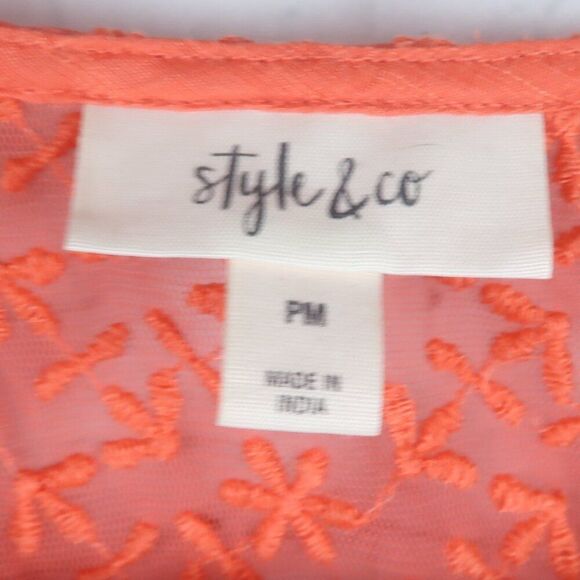 style & co
PM
MADE IN
INDIA